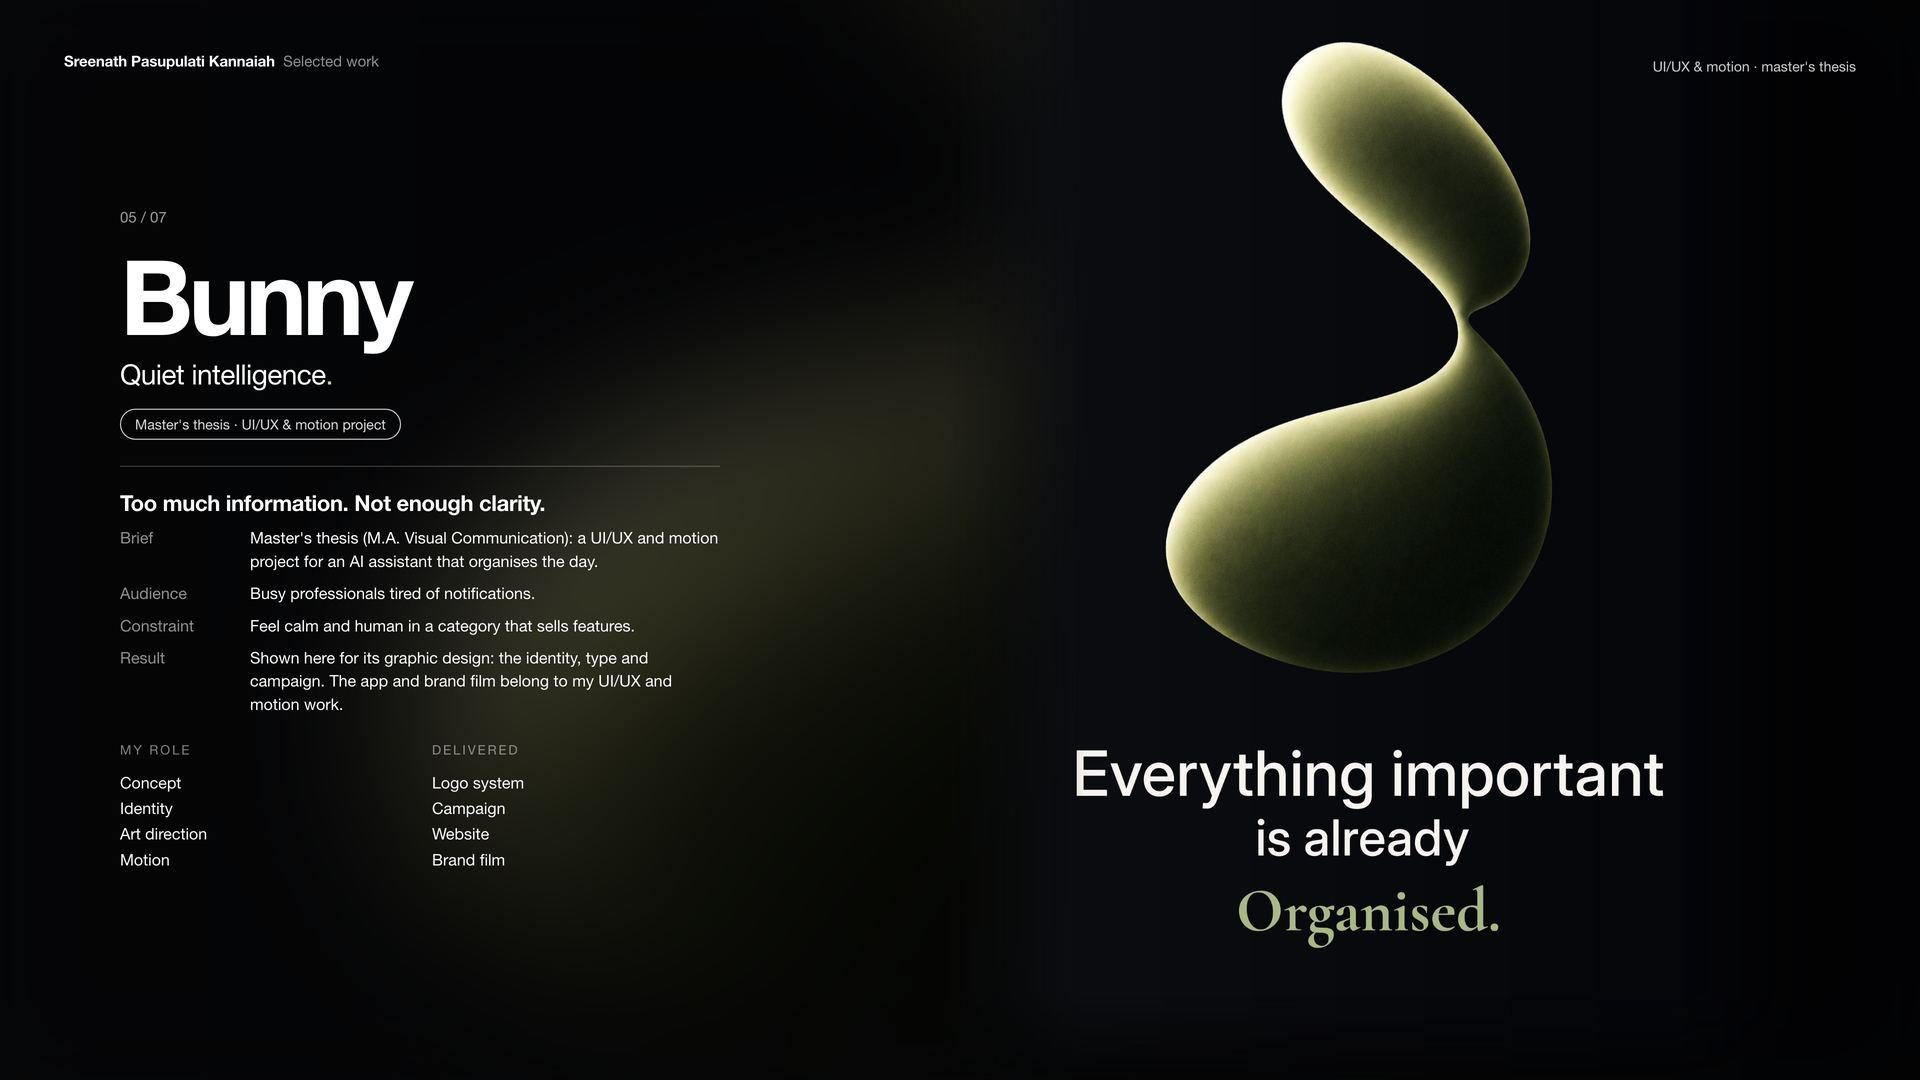 Sreenath Pasupulati Kannaiah Selected work
UI/UX & motion · master's thesis
05 / 07
Bunny
Quiet intelligence.
Master's thesis · UI/UX & motion project
Too much information. Not enough clarity.
Brief
Master's thesis (M.A. Visual Communication): a UI/UX and motion
project for an AI assistant that organises the day.
Audience
Busy professionals tired of notifications.
Constraint
Feel calm and human in a category that sells features.
Result
Shown here for its graphic design: the identity, type and
campaign. The app and brand film belong to my UI/UX and
motion work.
MY ROLE
Concept
Identity
Art direction
Motion
DELIVERED
Logo system
Campaign
Website
Brand film
Everything important
is already
Organised.